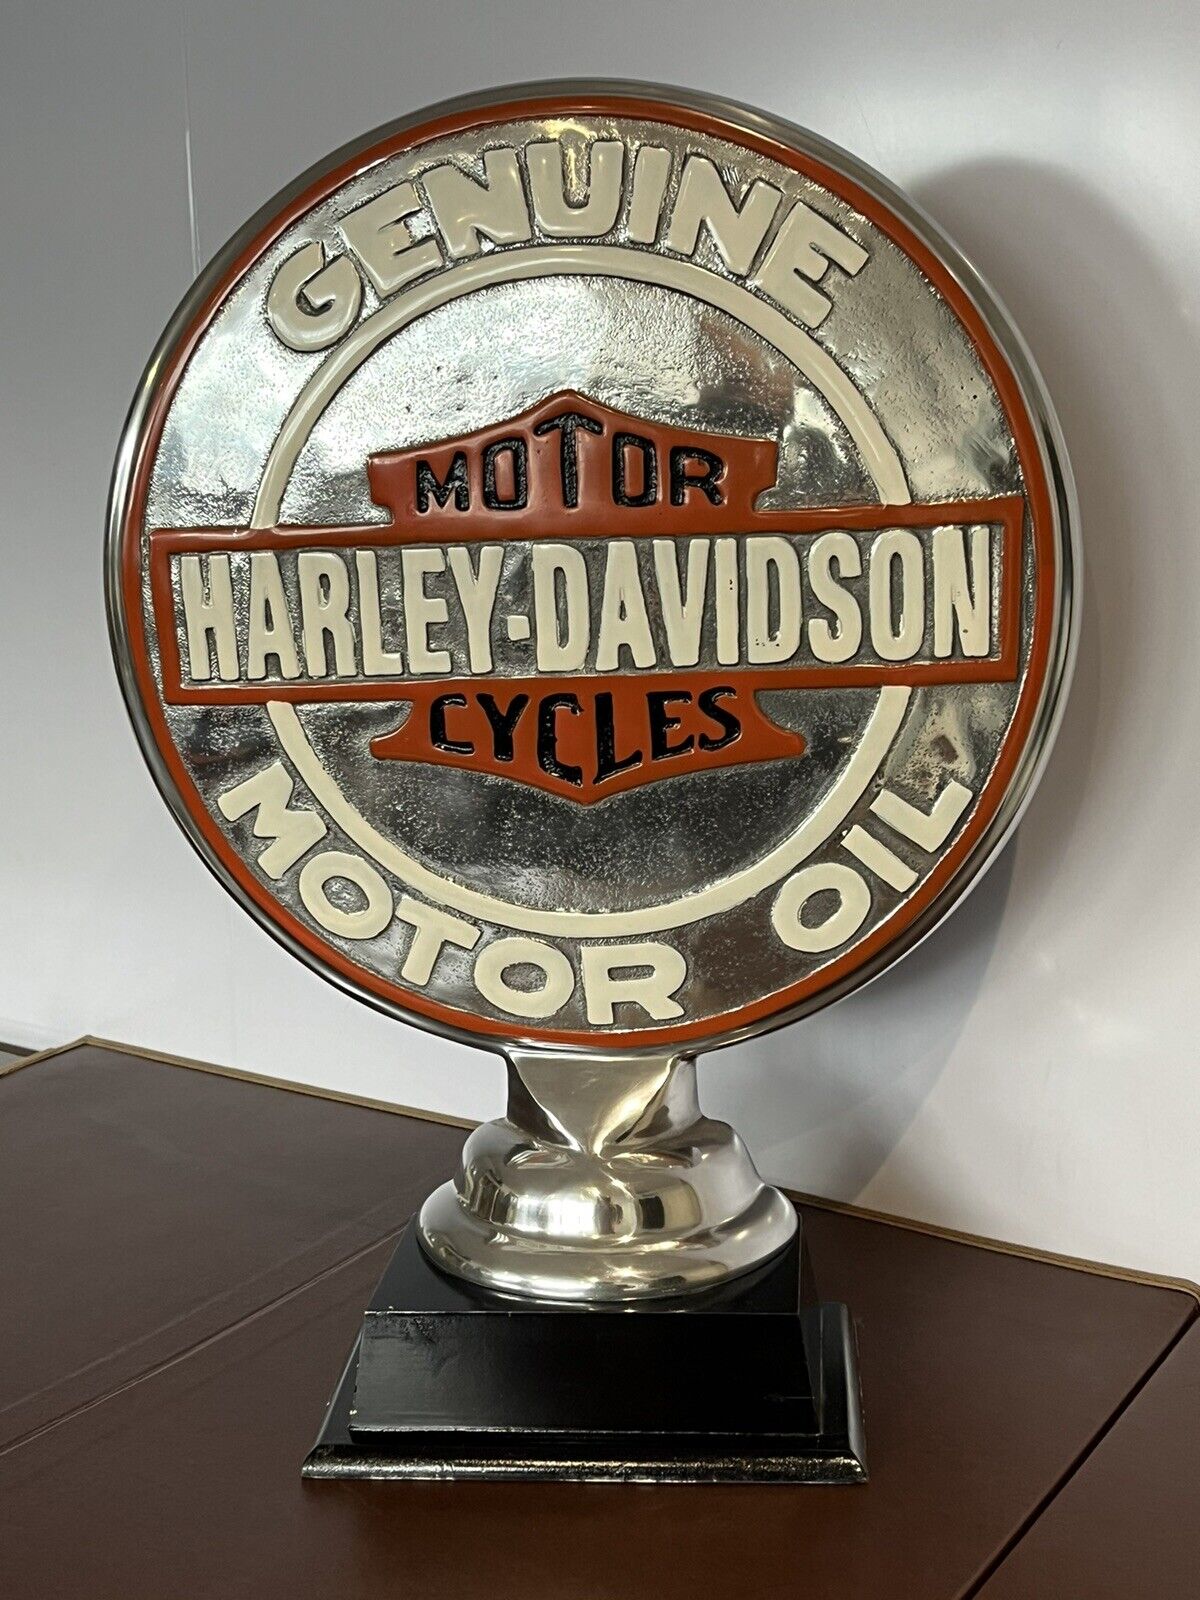 GENUINE
MOTOR
HARLEY-DAVIDSON
CYCLES
MOTOR OIL